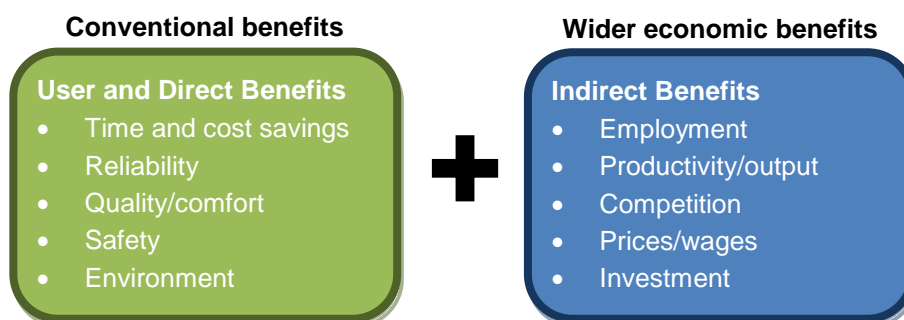 Conventional benefits
User and Direct Benefits
• Time and cost savings
• Reliability
• Quality/comfort
• Safety
• Environment
Wider economic benefits
Indirect Benefits
• Employment
• Productivity/output
• Competition
• Prices/wages
• Investment